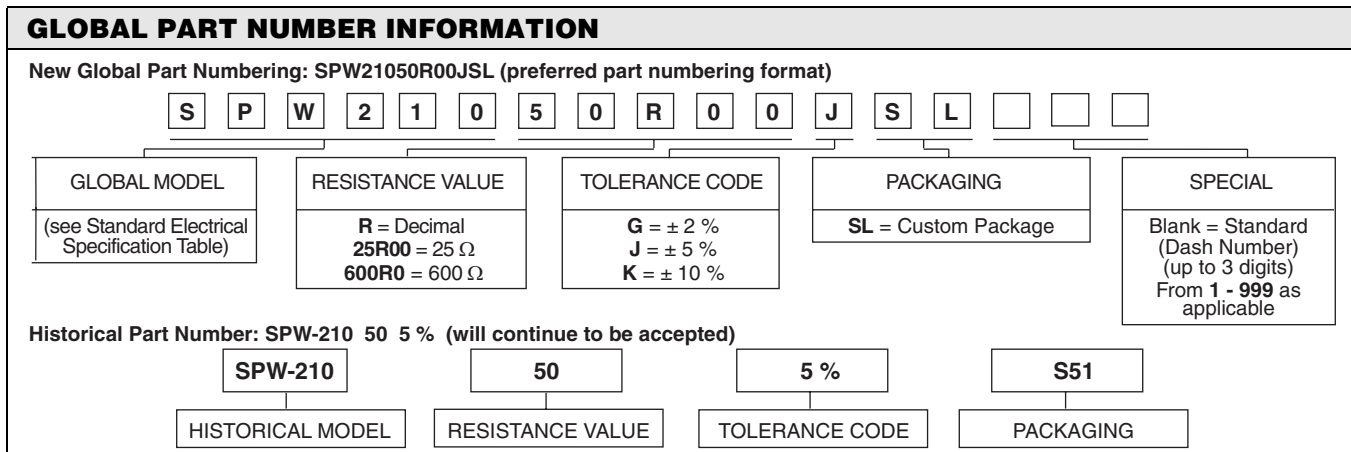 GLOBAL PART NUMBER INFORMATION
New Global Part Numbering: SPW21050R00JSL (preferred part numbering format)
S P W 2 1 0 5 0 R 0 0 J S L
GLOBAL MODEL
(see Standard Electrical
Specification Table)
RESISTANCE VALUE
R = Decimal
25R00 = 25 Ω
600R0 = 600 Ω
TOLERANCE CODE
G = ± 2 %
J = ± 5 %
K = ± 10 %
PACKAGING
SL = Custom Package
SPECIAL
Blank = Standard
(Dash Number)
(up to 3 digits)
From 1 - 999 as
applicable
Historical Part Number: SPW-210 50 5 % (will continue to be accepted)
SPW-210
50
5 %
S51
HISTORICAL MODEL
RESISTANCE VALUE
TOLERANCE CODE
PACKAGING